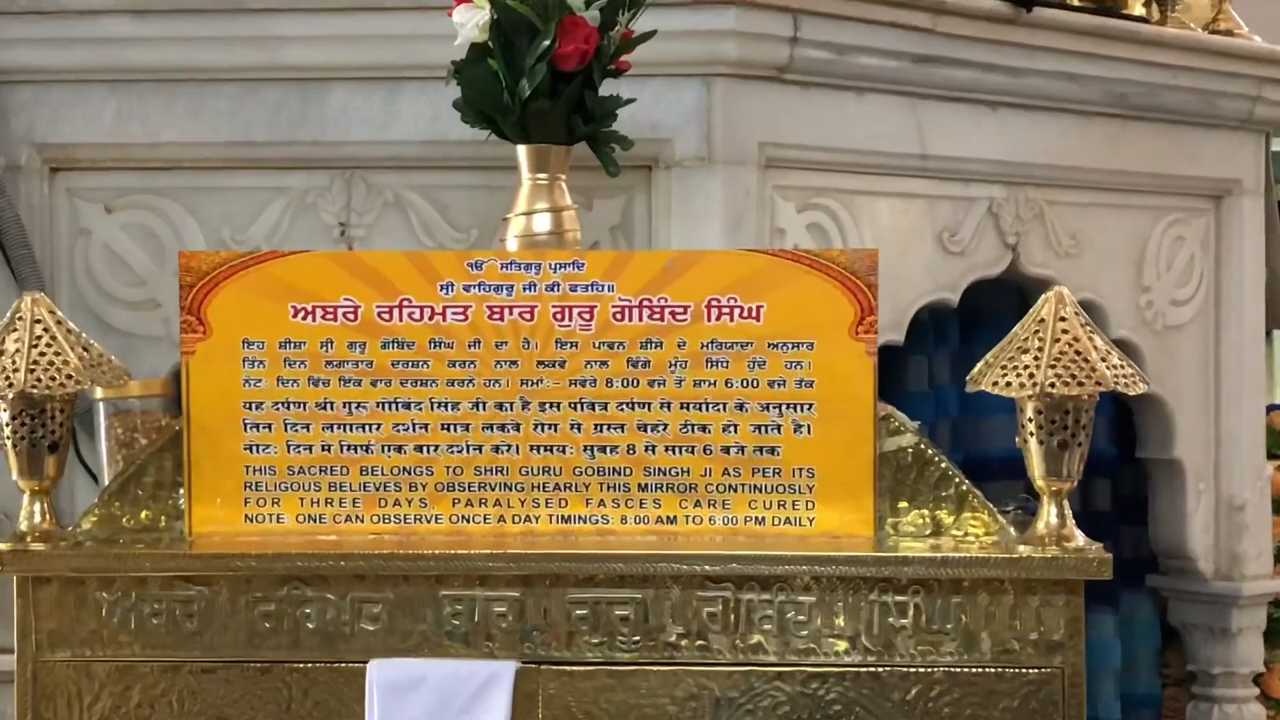 ੴ ਸਤਿਗੁਰੂ ਪ੍ਰਸਾਦਿ
ਸ੍ਰੀ ਵਾਹਿਗੁਰੂ ਜੀ ਕੀ ਫਤਹਿ॥
ਅਬਰੇ ਰਹਿਮਤ ਬਾਰ ਗੁਰੂ ਗੋਬਿੰਦ ਸਿੰਘ
ਇਹ ਸ਼ੀਸ਼ਾ ਸ੍ਰੀ ਗੁਰੂ ਗੋਬਿੰਦ ਸਿੰਘ ਜੀ ਦਾ ਹੈ। ਇਸ ਪਾਵਨ ਸ਼ੀਸੇ ਦੇ ਮਰਿਯਾਦਾ ਅਨੁਸਾਰ
ਤਿੰਨ ਦਿਨ ਲਗਾਤਾਰ ਦਰਸ਼ਨ ਕਰਨ ਨਾਲ ਲਕਵੇ ਨਾਲ ਵਿੰਗੇ ਮੂੰਹ ਸਿੱਧੇ ਹੁੰਦੇ ਹਨ।
ਨੋਟ: ਦਿਨ ਵਿੱਚ ਇੱਕ ਵਾਰ ਦਰਸ਼ਨ ਕਰਨੇ ਹਨ। ਸਮਾਂ:- ਸਵੇਰੇ 8:00 ਵਜੇ ਤੋਂ ਸ਼ਾਮ 6:00 ਵਜੇ ਤੱਕ
यह दर्पण श्री गुरू गोबिंद सिंह जी का है इस पवित्र दर्पण से मर्यादा के अनुसार
तिन दिन लगातार दर्शन मात्र लकवे रोग से ग्रस्त चेहरे ठीक हो जाते है।
नोट: दिन मे सिर्फ एक बार दर्शन करे। समय: सुबह 8 से साय 6 बजे तक
THIS SACRED BELONGS TO SHRI GURU GOBIND SINGH JI AS PER ITS
RELIGOUS BELIEVES BY OBSERVING HEARLY THIS MIRROR CONTINUOSLY
FOR THREE DAYS, PARALYSED FASCES CARE CURED
NOTE: ONE CAN OBSERVE ONCE A DAY TIMINGS: 8:00 AM TO 6:00 PM DAILY
ਅਬਰੇ ਰਹਿਮਤ ਬਾਰ ਗੁਰੂ ਗੋਬਿੰਦ ਸਿੰਘ